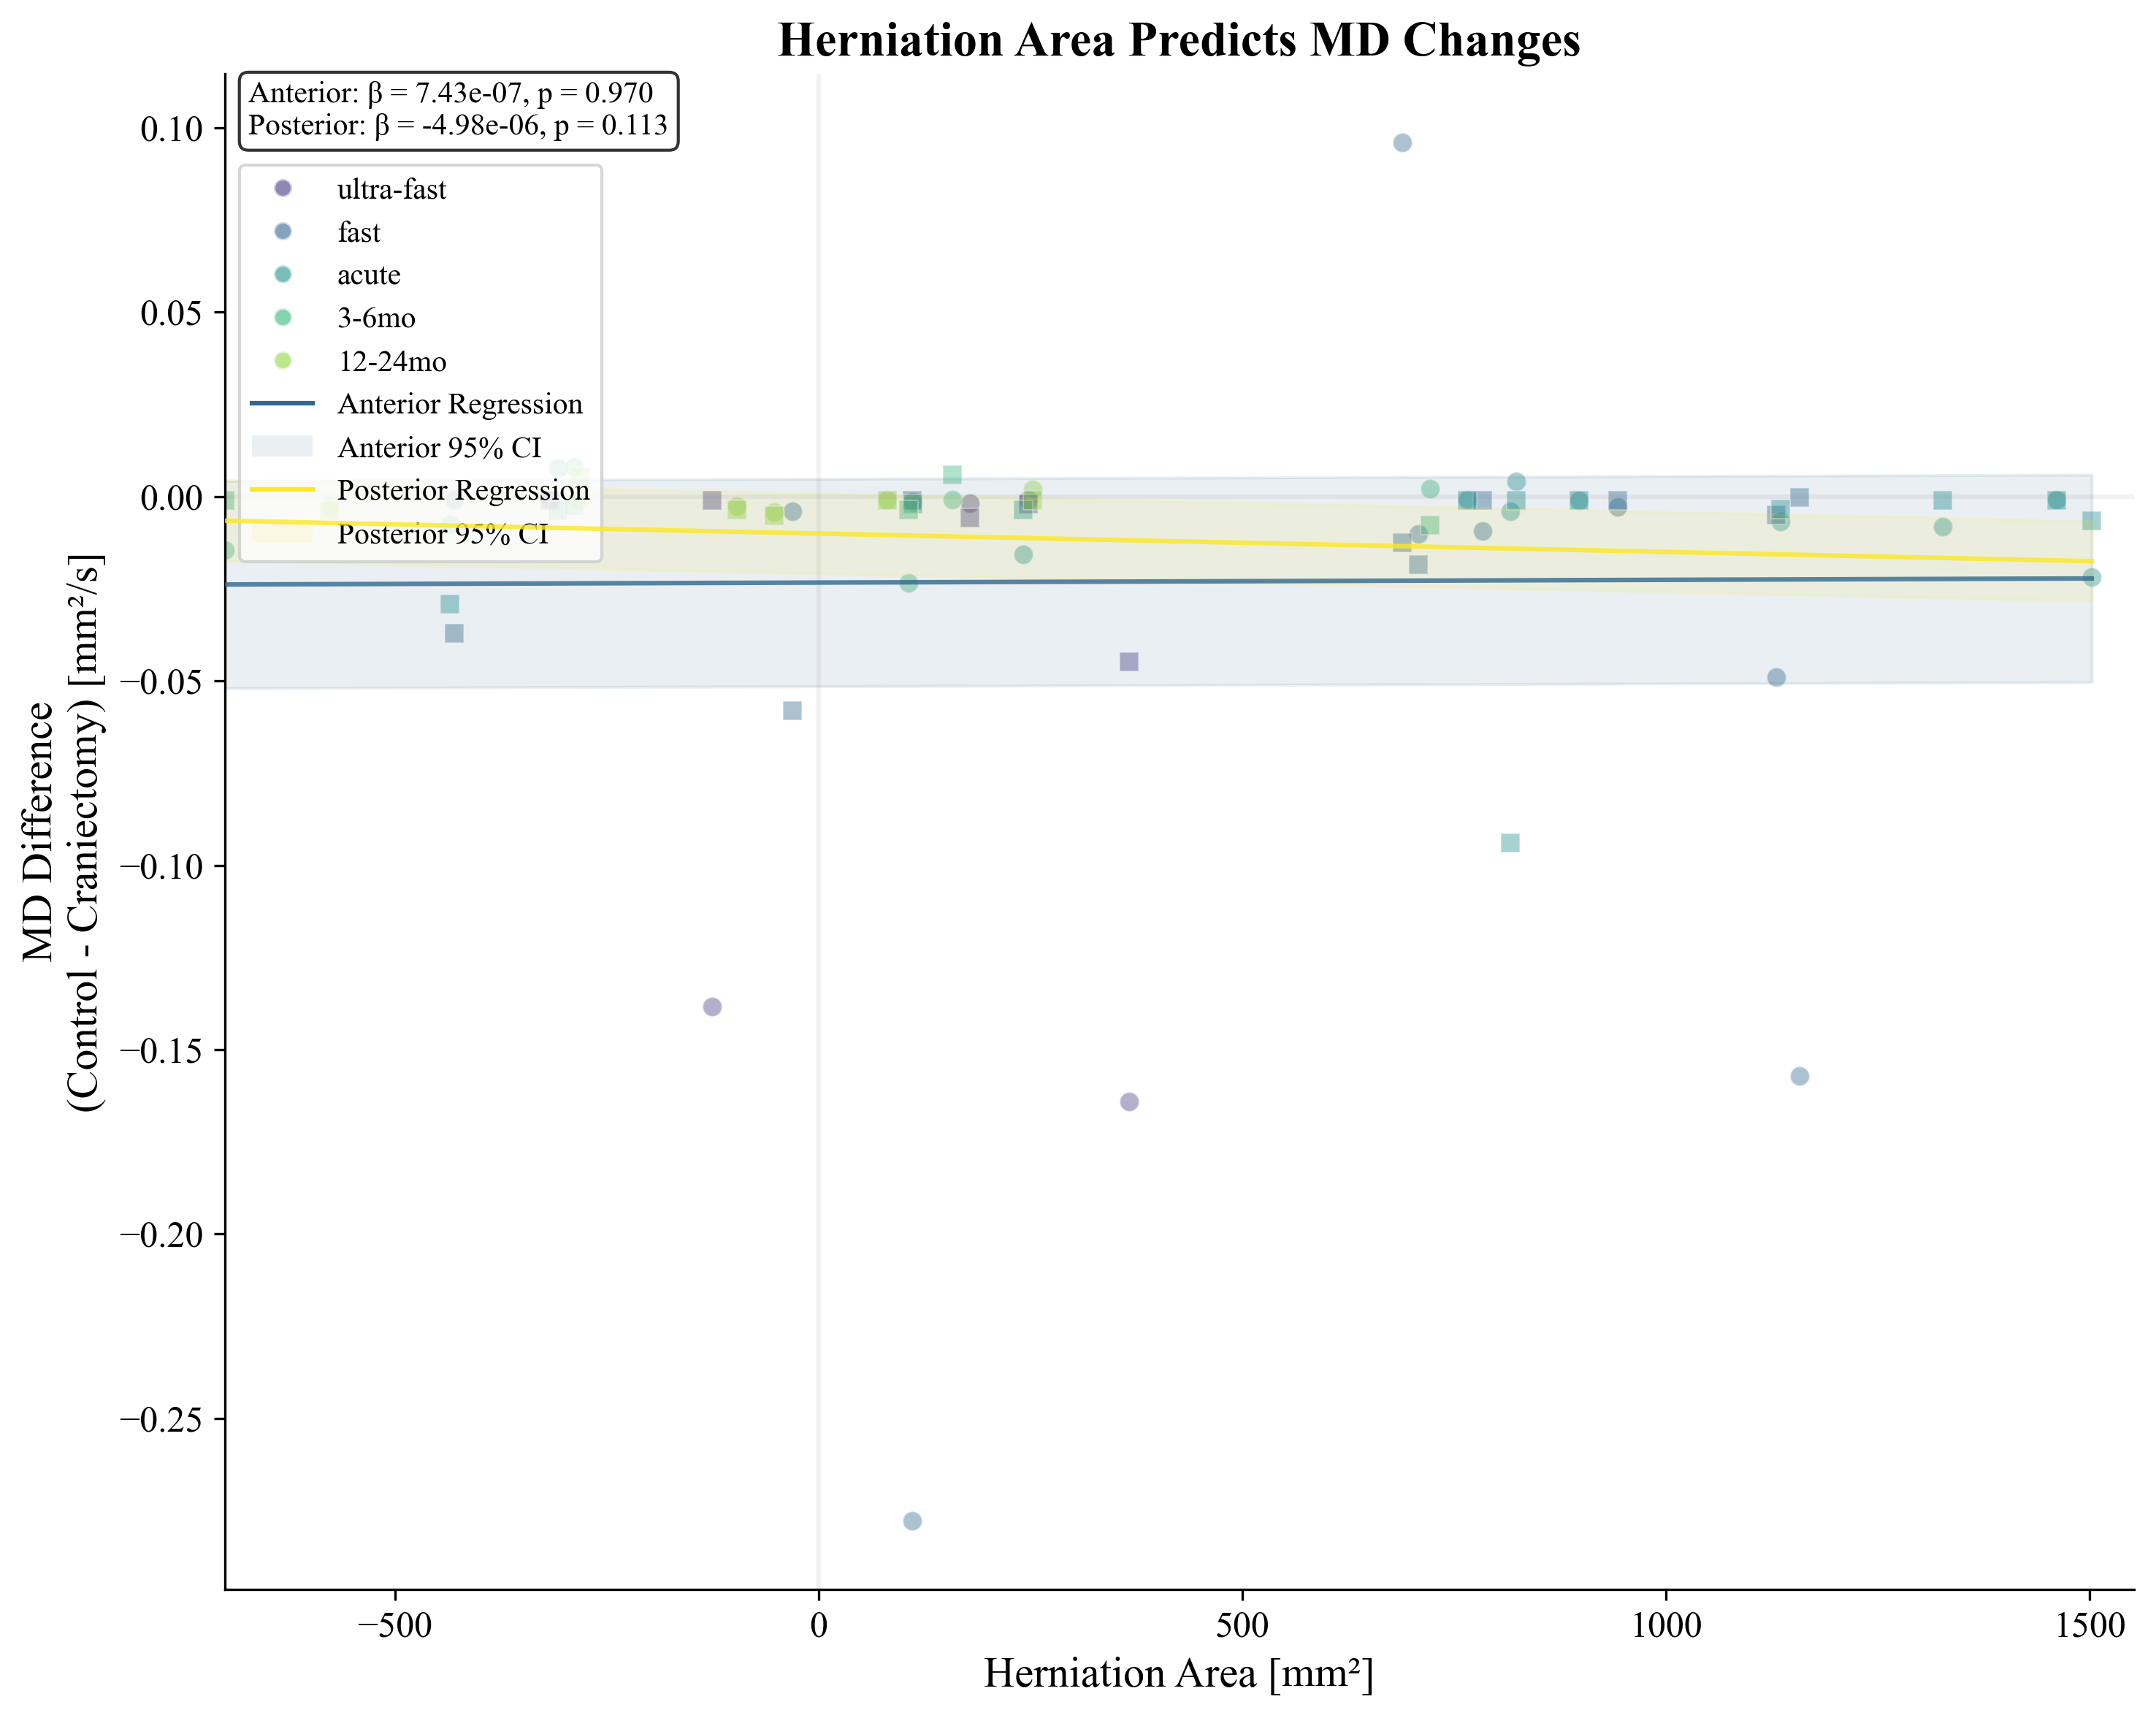 Herniation Area Predicts MD Changes
Anterior: β = 7.43e-07, p = 0.970
Posterior: β = -4.98e-06, p = 0.113
ultra-fast
fast
acute
3-6mo
12-24mo
Anterior Regression
Anterior 95% CI
Posterior Regression
Posterior 95% CI
0.10
0.05
0.00
−0.05
−0.10
−0.15
−0.20
−0.25
MD Difference
(Control - Craniectomy) [mm²/s]
−500
0
500
1000
1500
Herniation Area [mm²]